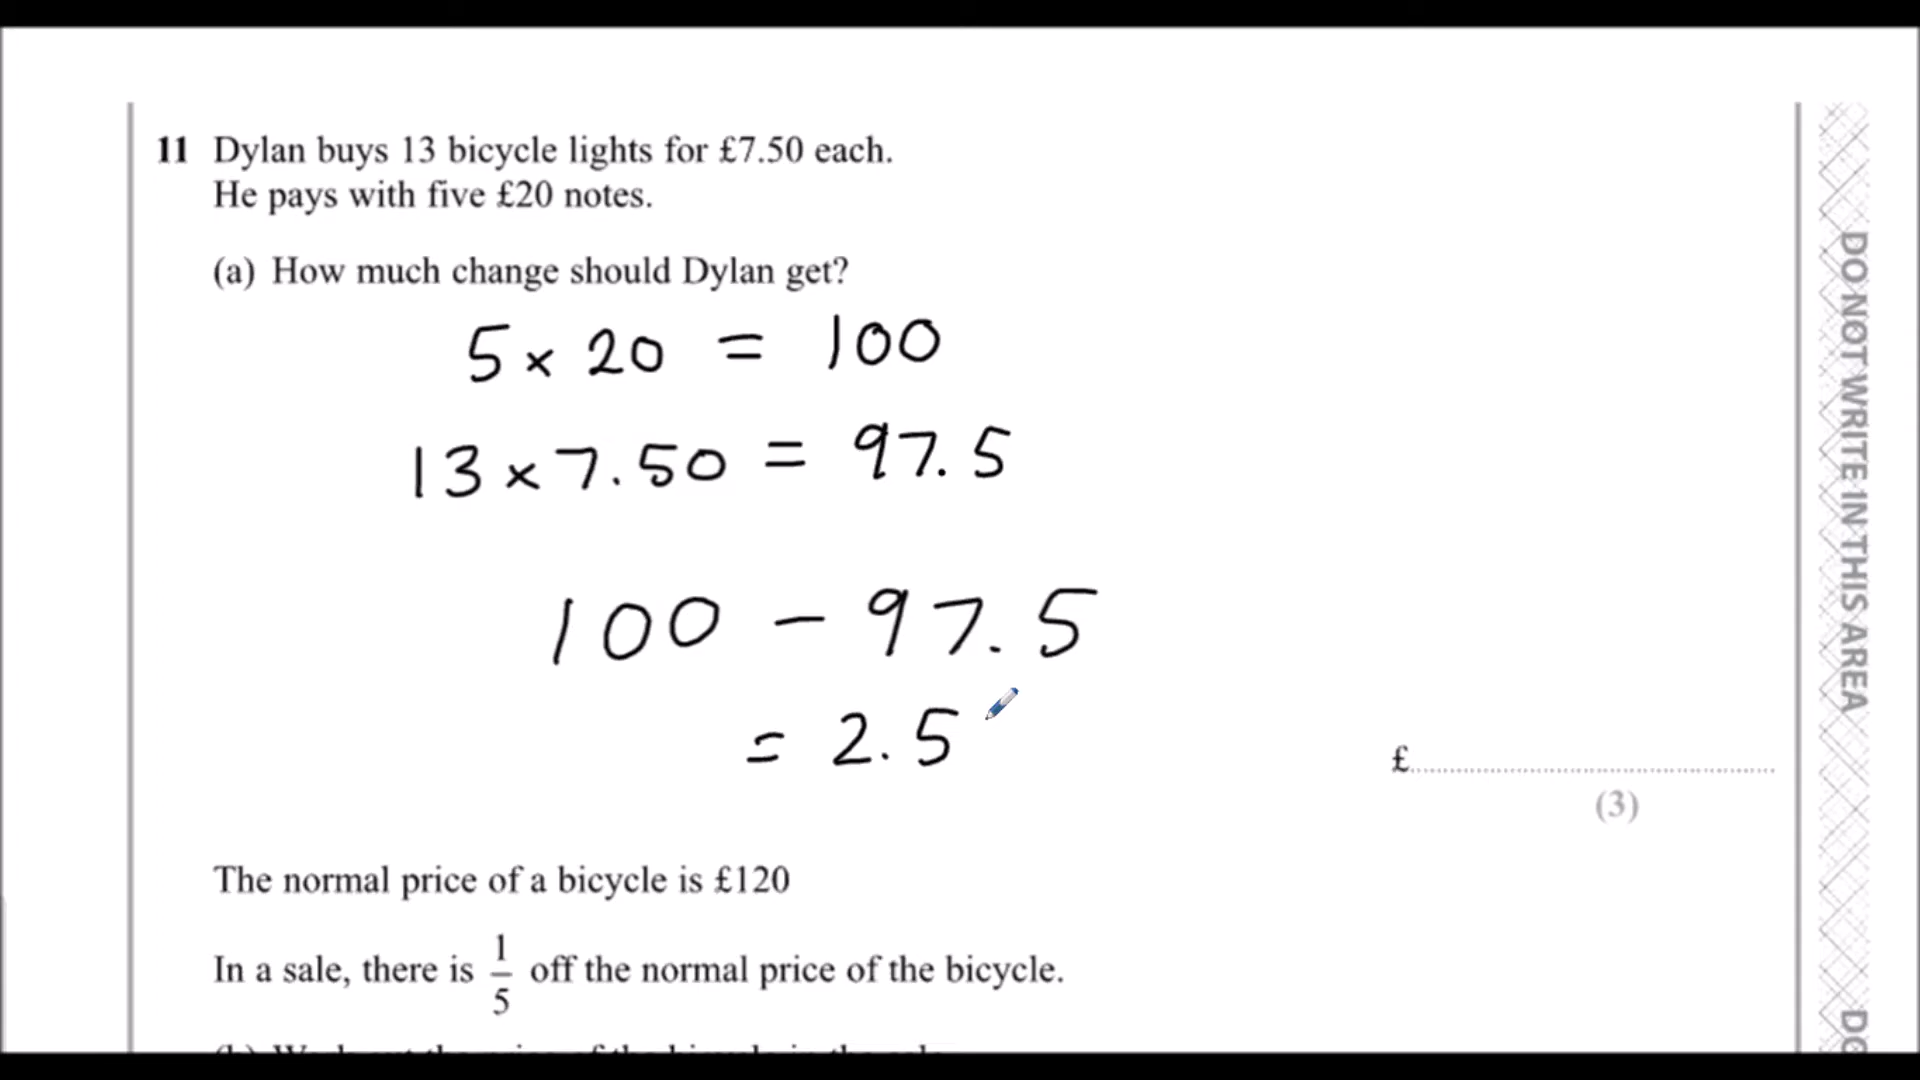 11 Dylan buys 13 bicycle lights for £7.50 each.
He pays with five £20 notes.
(a) How much change should Dylan get?
5 × 20 = 100
13 × 7.50 = 97.5
100 − 97.5
= 2.5
£
(3)
The normal price of a bicycle is £120
In a sale, there is 1/5 off the normal price of the bicycle.
DO NOT WRITE IN THIS AREA
DO